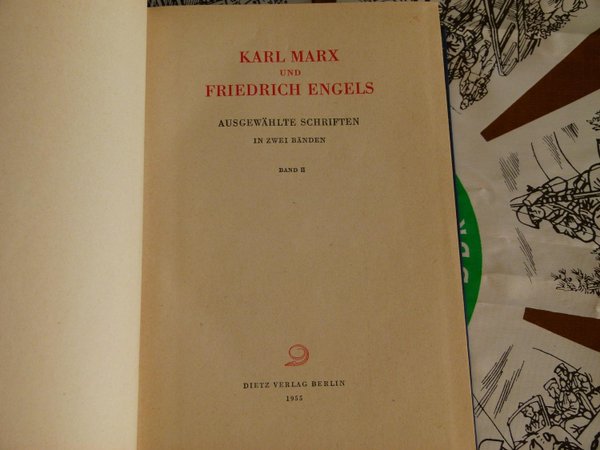 KARL MARX
UND
FRIEDRICH ENGELS
AUSGEWÄHLTE SCHRIFTEN
IN ZWEI BÄNDEN
BAND II
DIETZ VERLAG BERLIN
1955